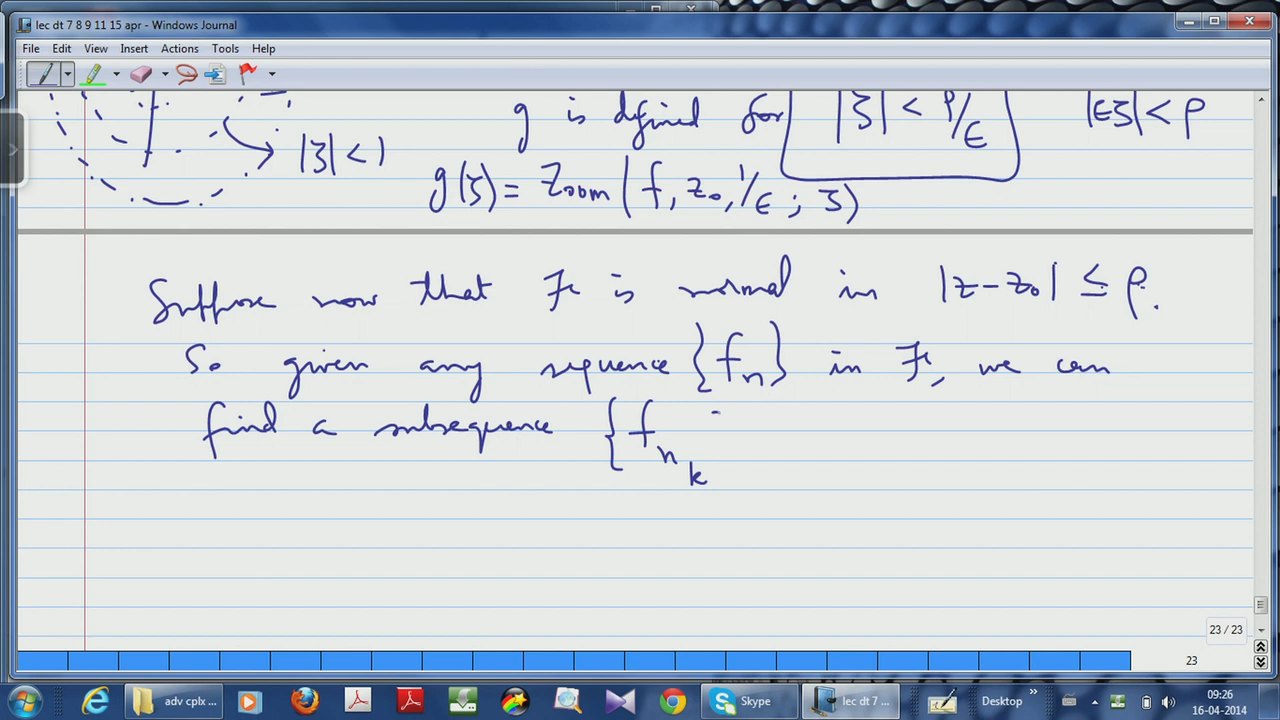 lec dt 7 8 9 11 15 apr - Windows Journal
File Edit View Insert Actions Tools Help
g is defined for |ζ| < ρ/ϵ |ϵζ| < ρ
|ζ| < 1
g(ζ) = Zoom (f, z₀, 1/ϵ ; ζ)
Suppose now that ℱ is normal in |z - z₀| ≤ ρ.
So given any sequence {fₙ} in ℱ, we can
find a subsequence {f_{n_k}
23 / 23
23
adv cplx ...
Skype
lec dt 7 ...
Desktop
09:26
16-04-2014